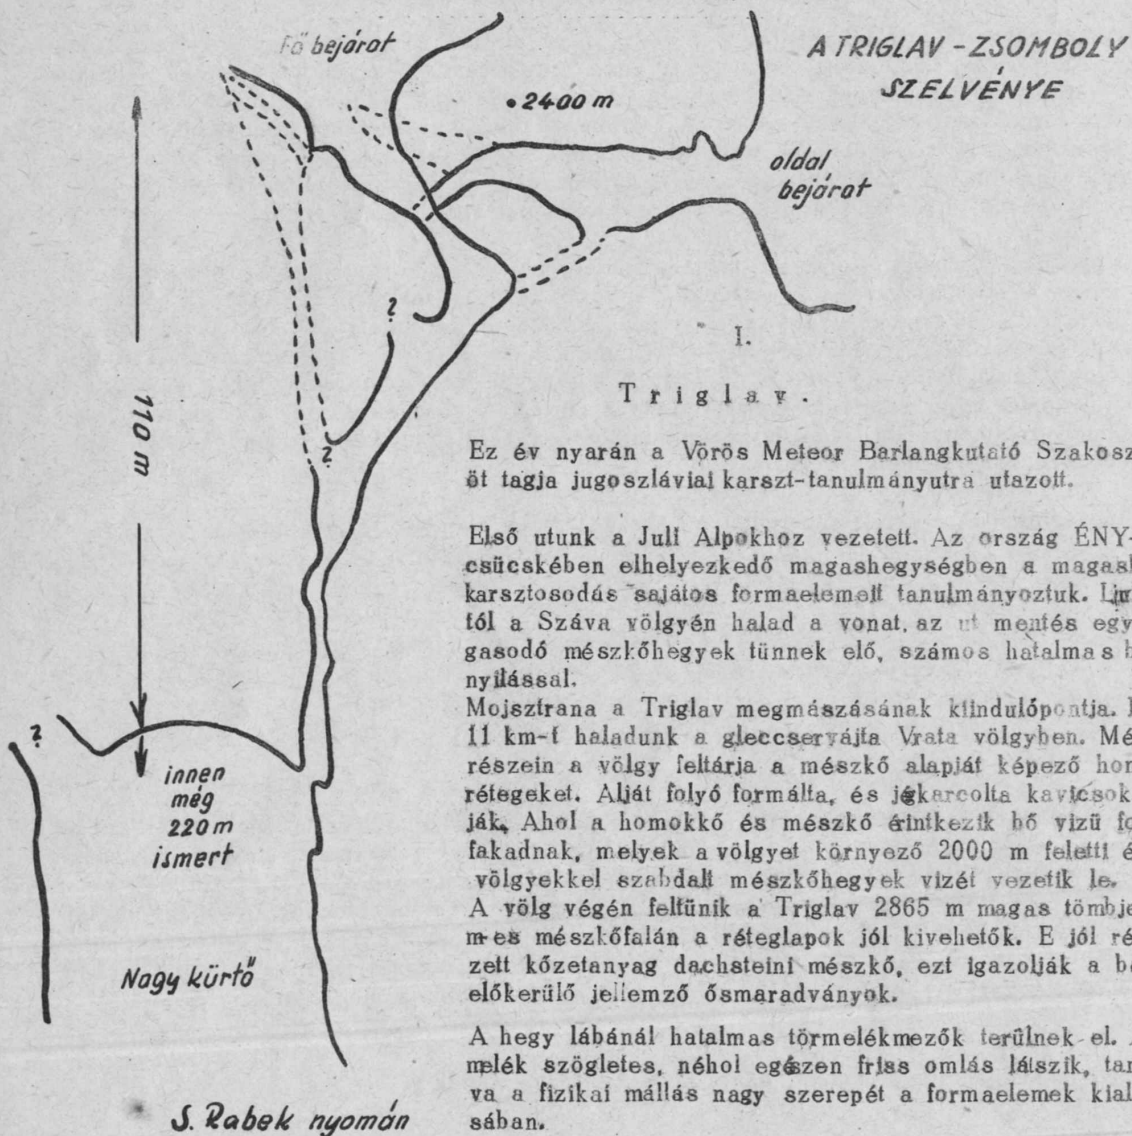 A TRIGLAV - ZSOMBOLY
SZELVÉNYE
Fő bejárat
• 2400 m
oldal
bejárat
?
110 m
?
?
innen
még
220 m
ismert
Nagy kürtő
S. Rabek nyomán
I.
Triglav.
Ez év nyarán a Vörös Meteor Barlangkutató Szakosz
öt tagja jugoszláviai karszt-tanulmányutra utazott.
Első utunk a Juli Alpokhoz vezetett. Az ország ÉNY-
csücskében elhelyezkedő magashegységben a magas
karsztosodás sajátos formaelemeit tanulmányoztuk.
tól a Száva völgyén halad a vonat, az ut mentés egy
gasodó mészkőhegyek tünnek elő, számos hatalmas
nyilással.
Mojsztrana a Triglav megmászásának kiindulópontja.
11 km-t haladunk a gleccservájta Vrata völgyben. Mé
részein a völgy feltárja a mészkő alapját képező hor
rétegeket. Alját folyó formálta, és jégkarcolta kavicsok
ják. Ahol a homokkő és mészkő érintkezik bő vizü fo
fakadnak, melyek a völgyet környező 2000 m feletti é
völgyekkel szabdalt mészkőhegyek vizét vezetik le.
A völg végén feltünik a Triglav 2865 m magas tömbje
m-es mészkőfalán a réteglapok jól kivehetők. E jól ré
zett kőzetanyag dachsteini mészkő, ezt igazolják a b
előkerülő jellemző ősmaradványok.
A hegy lábánál hatalmas törmelékmezők terülnek el.
melék szögletes, néhol egészen friss omlás látszik, tan
va a fizikai mállás nagy szerepét a formaelemek kial
sában.